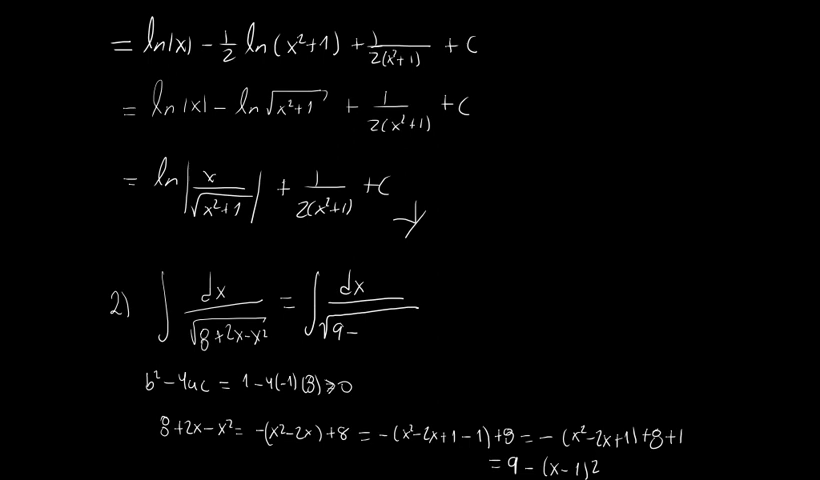 = ln|x| - 1/2 ln(x²+1) + 1/2(x²+1) + C
= ln|x| - ln√(x²+1) + 1/2(x²+1) + C
= ln|x/√(x²+1)| + 1/2(x²+1) + C
2) ∫ dx/√(8+2x-x²) = ∫ dx/√(9-
b²-4ac = 1-4(-1)(8) ≥ 0
8+2x-x² = -(x²-2x)+8 = -(x²-2x+1-1)+8 = -(x²-2x+1)+8+1
= 9-(x-1)²